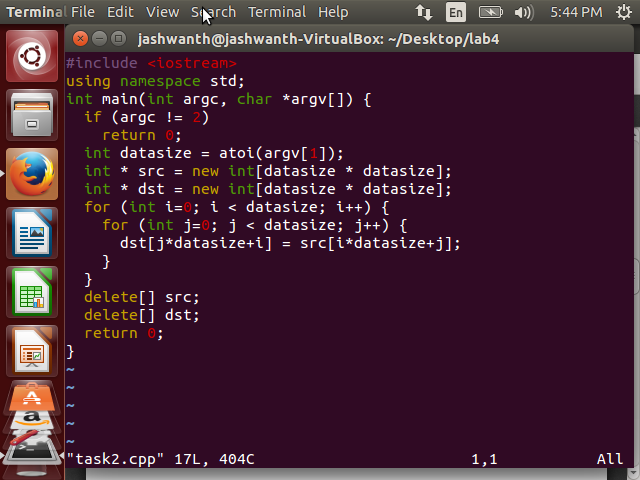 Terminal File Edit View Search Terminal Help En 5:44 PM
jashwanth@jashwanth-VirtualBox: ~/Desktop/lab4
#include <iostream>
using namespace std;
int main(int argc, char *argv[]) {
  if (argc != 2)
    return 0;
  int datasize = atoi(argv[1]);
  int * src = new int[datasize * datasize];
  int * dst = new int[datasize * datasize];
  for (int i=0; i < datasize; i++) {
    for (int j=0; j < datasize; j++) {
      dst[j*datasize+i] = src[i*datasize+j];
    }
  }
  delete[] src;
  delete[] dst;
  return 0;
}
~
~
~
~
~
"task2.cpp" 17L, 404C 1,1 All